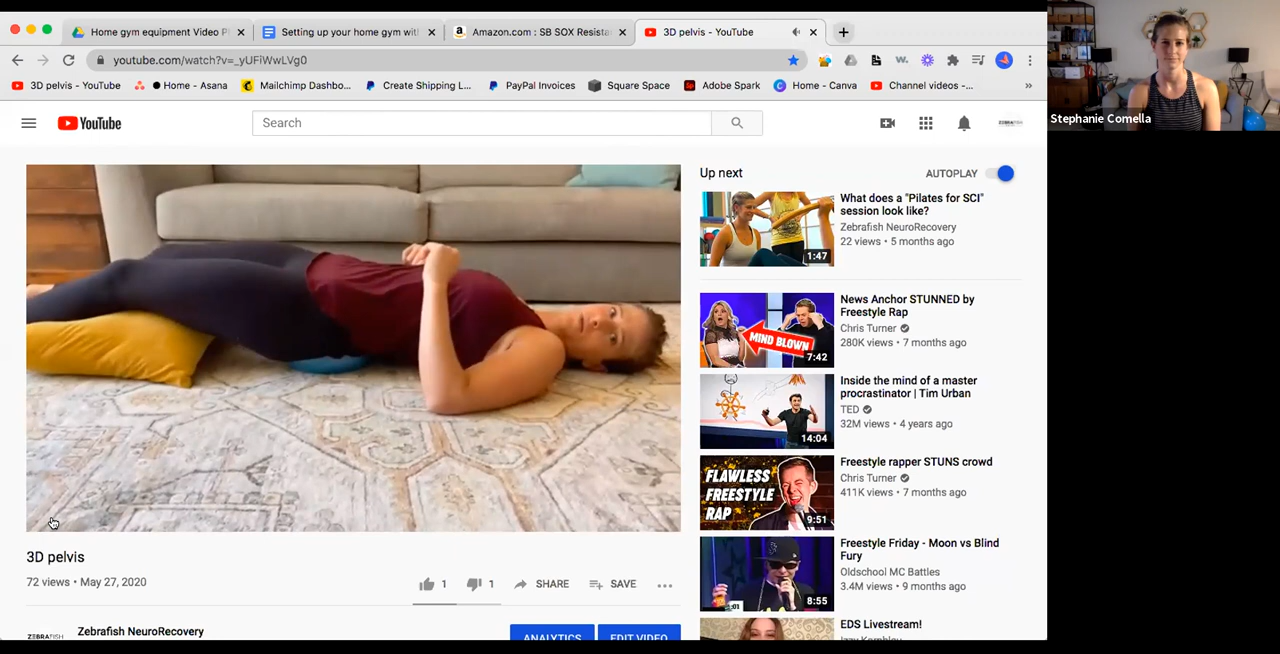 Home gym equipment Video P
Setting up your home gym wit
Amazon.com : SB SOX Resista
3D pelvis - YouTube
youtube.com/watch?v=_yUFiWwLVg0
3D pelvis - YouTube
Home - Asana
Mailchimp Dashbo...
Create Shipping L...
PayPal Invoices
Square Space
Adobe Spark
Home - Canva
Channel videos -...
»
Stephanie Comella
YouTube
Search
ZEBRAFISH
Up next
AUTOPLAY
What does a "Pilates for SCI"
session look like?
Zebrafish NeuroRecovery
22 views • 5 months ago
1:47
News Anchor STUNNED by
Freestyle Rap
Chris Turner
280K views • 7 months ago
MIND BLOWN
7:42
Inside the mind of a master
procrastinator | Tim Urban
TED
32M views • 4 years ago
14:04
Freestyle rapper STUNS crowd
Chris Turner
411K views • 7 months ago
FLAWLESS
FREESTYLE
RAP
9:51
Freestyle Friday - Moon vs Blind
Fury
Oldschool MC Battles
3.4M views • 9 months ago
8:55
EDS Livestream!
3D pelvis
72 views • May 27, 2020
1
1
SHARE
SAVE
ZEBRAFISH
Zebrafish NeuroRecovery
ANALYTICS
EDIT VIDEO